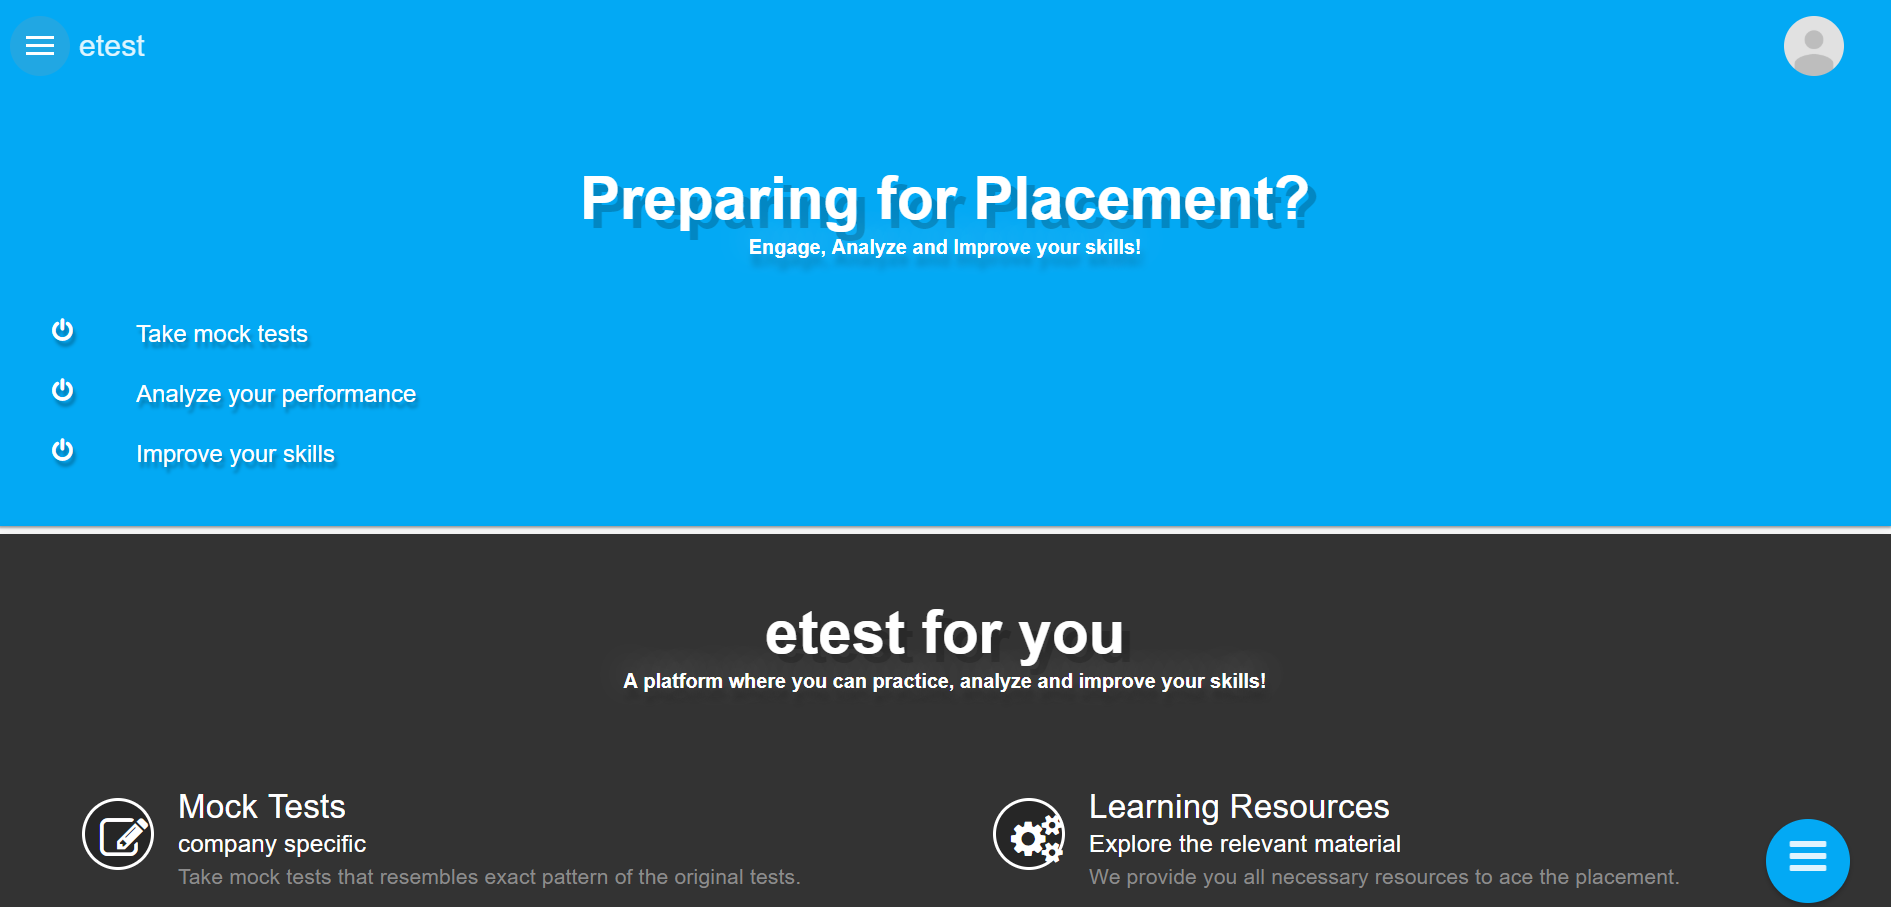 etest
Preparing for Placement?
Engage, Analyze and Improve your skills!
Take mock tests
Analyze your performance
Improve your skills
etest for you
A platform where you can practice, analyze and improve your skills!
Mock Tests
company specific
Take mock tests that resembles exact pattern of the original tests.
Learning Resources
Explore the relevant material
We provide you all necessary resources to ace the placement.